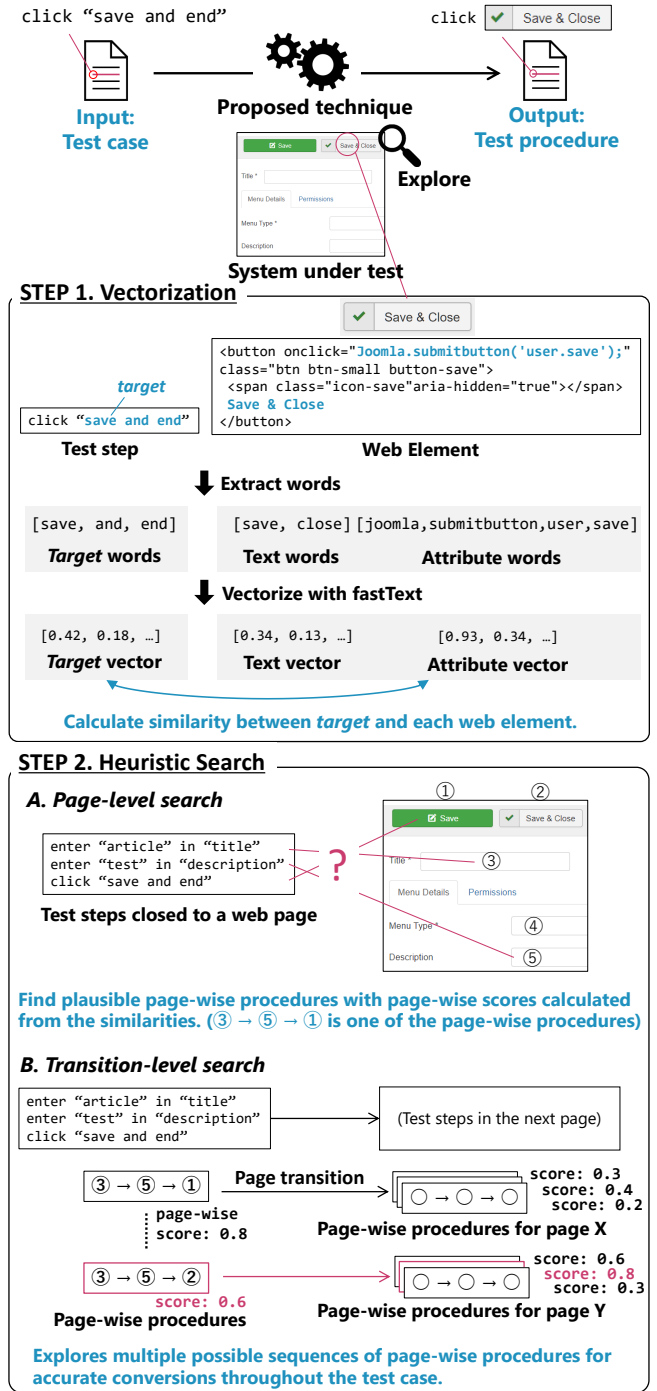 click “save and end”
click ✔ Save & Close
Input:
Test case
Proposed technique
Output:
Test procedure
Save
Save & Close
Title *
Menu Details Permissions
Menu Type *
Description
Explore
System under test
STEP 1. Vectorization
Save & Close
<button onclick="Joomla.submitbutton('user.save');"
class="btn btn-small button-save">
<span class="icon-save"aria-hidden="true"></span>
Save & Close
</button>
target
click “save and end”
Test step
Web Element
Extract words
[save, and, end]
[save, close] [joomla,submitbutton,user,save]
Target words
Text words
Attribute words
Vectorize with fastText
[0.42, 0.18, …]
[0.34, 0.13, …]
[0.93, 0.34, …]
Target vector
Text vector
Attribute vector
Calculate similarity between target and each web element.
STEP 2. Heuristic Search
A. Page-level search
enter “article” in “title”
enter “test” in “description”
click “save and end”
Test steps closed to a web page
?
① ②
Save
Save & Close
Title * ③
Menu Details Permissions
Menu Type * ④
Description ⑤
Find plausible page-wise procedures with page-wise scores calculated
from the similarities. (③ → ⑤ → ① is one of the page-wise procedures)
B. Transition-level search
enter “article” in “title”
enter “test” in “description”
click “save and end”
(Test steps in the next page)
③ → ⑤ → ①
Page transition
○ → ○ → ○
score: 0.3
score: 0.4
score: 0.2
page-wise
score: 0.8
Page-wise procedures for page X
③ → ⑤ → ②
score: 0.6
Page-wise procedures
○ → ○ → ○
score: 0.6
score: 0.8
score: 0.3
Page-wise procedures for page Y
Explores multiple possible sequences of page-wise procedures for
accurate conversions throughout the test case.